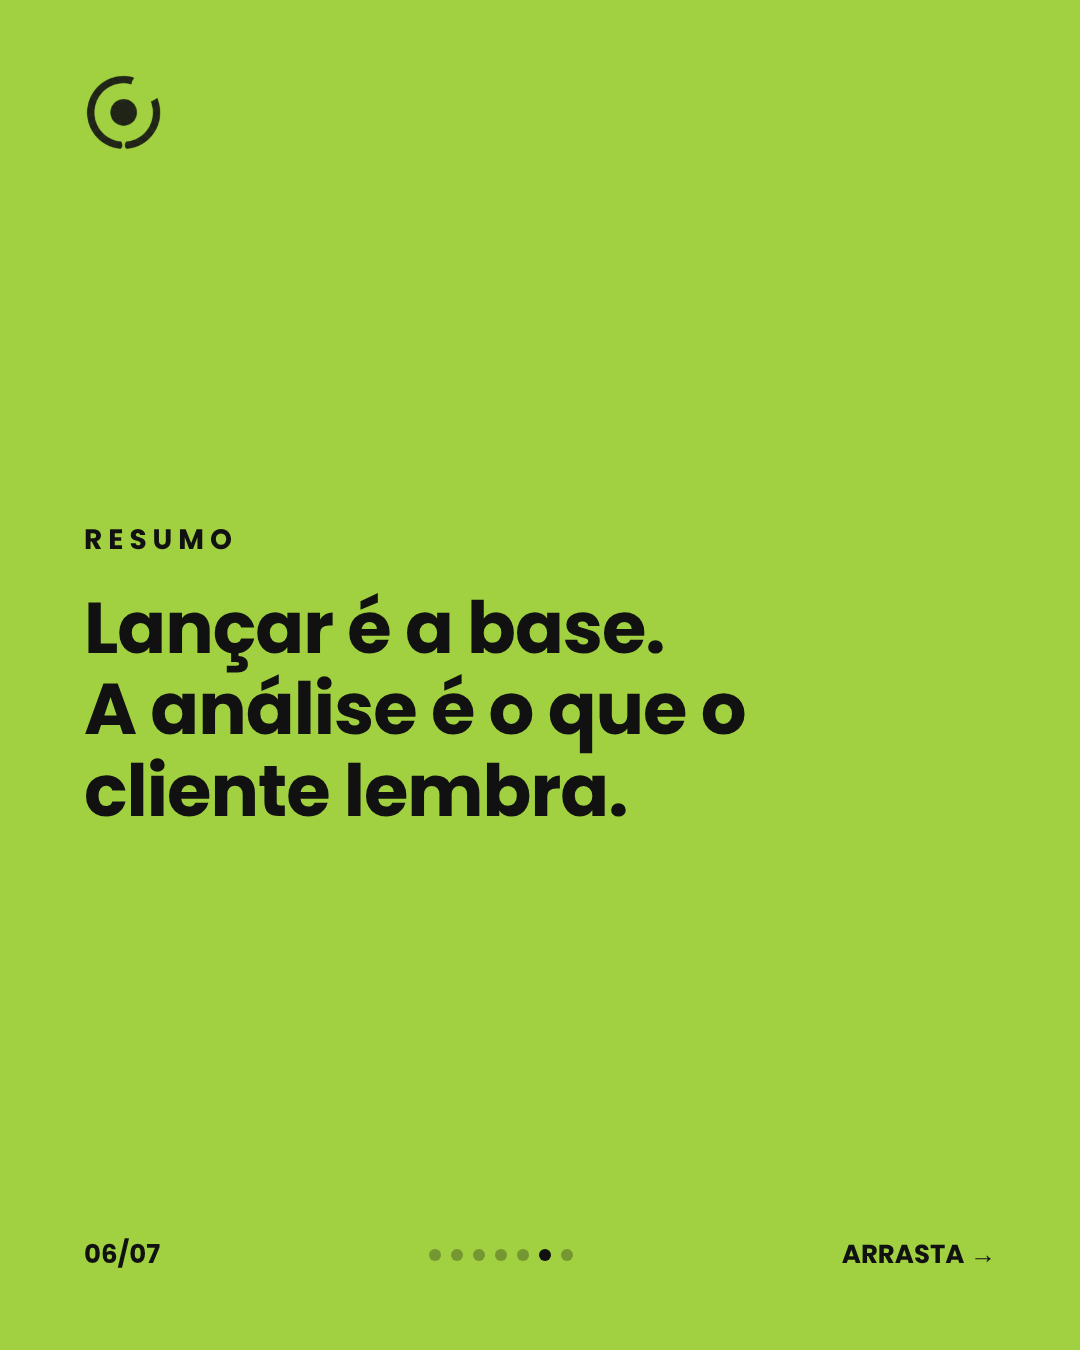 RESUMO
Lançar é a base.
A análise é o que o
cliente lembra.
06/07
ARRASTA →